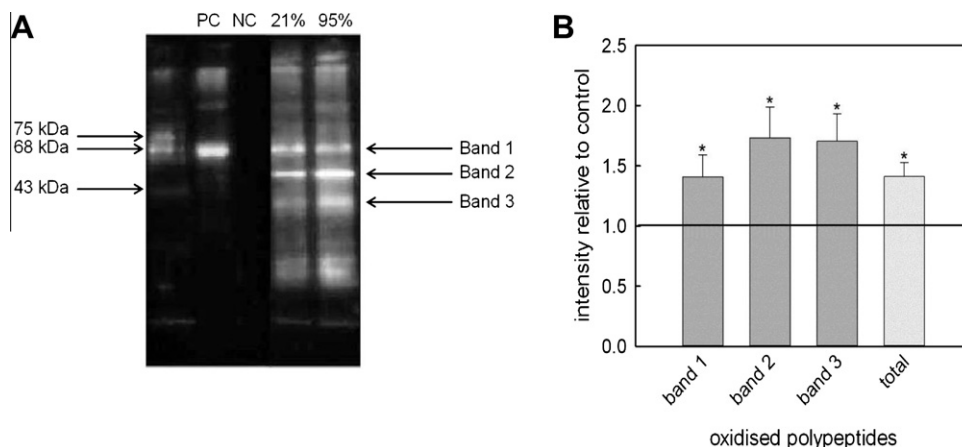 A
PC NC 21% 95%
75 kDa
68 kDa
43 kDa
Band 1
Band 2
Band 3
B
intensity relative to control
2.5
2.0
1.5
1.0
0.5
0.0
* * * *
band 1
band 2
band 3
total
oxidised polypeptides